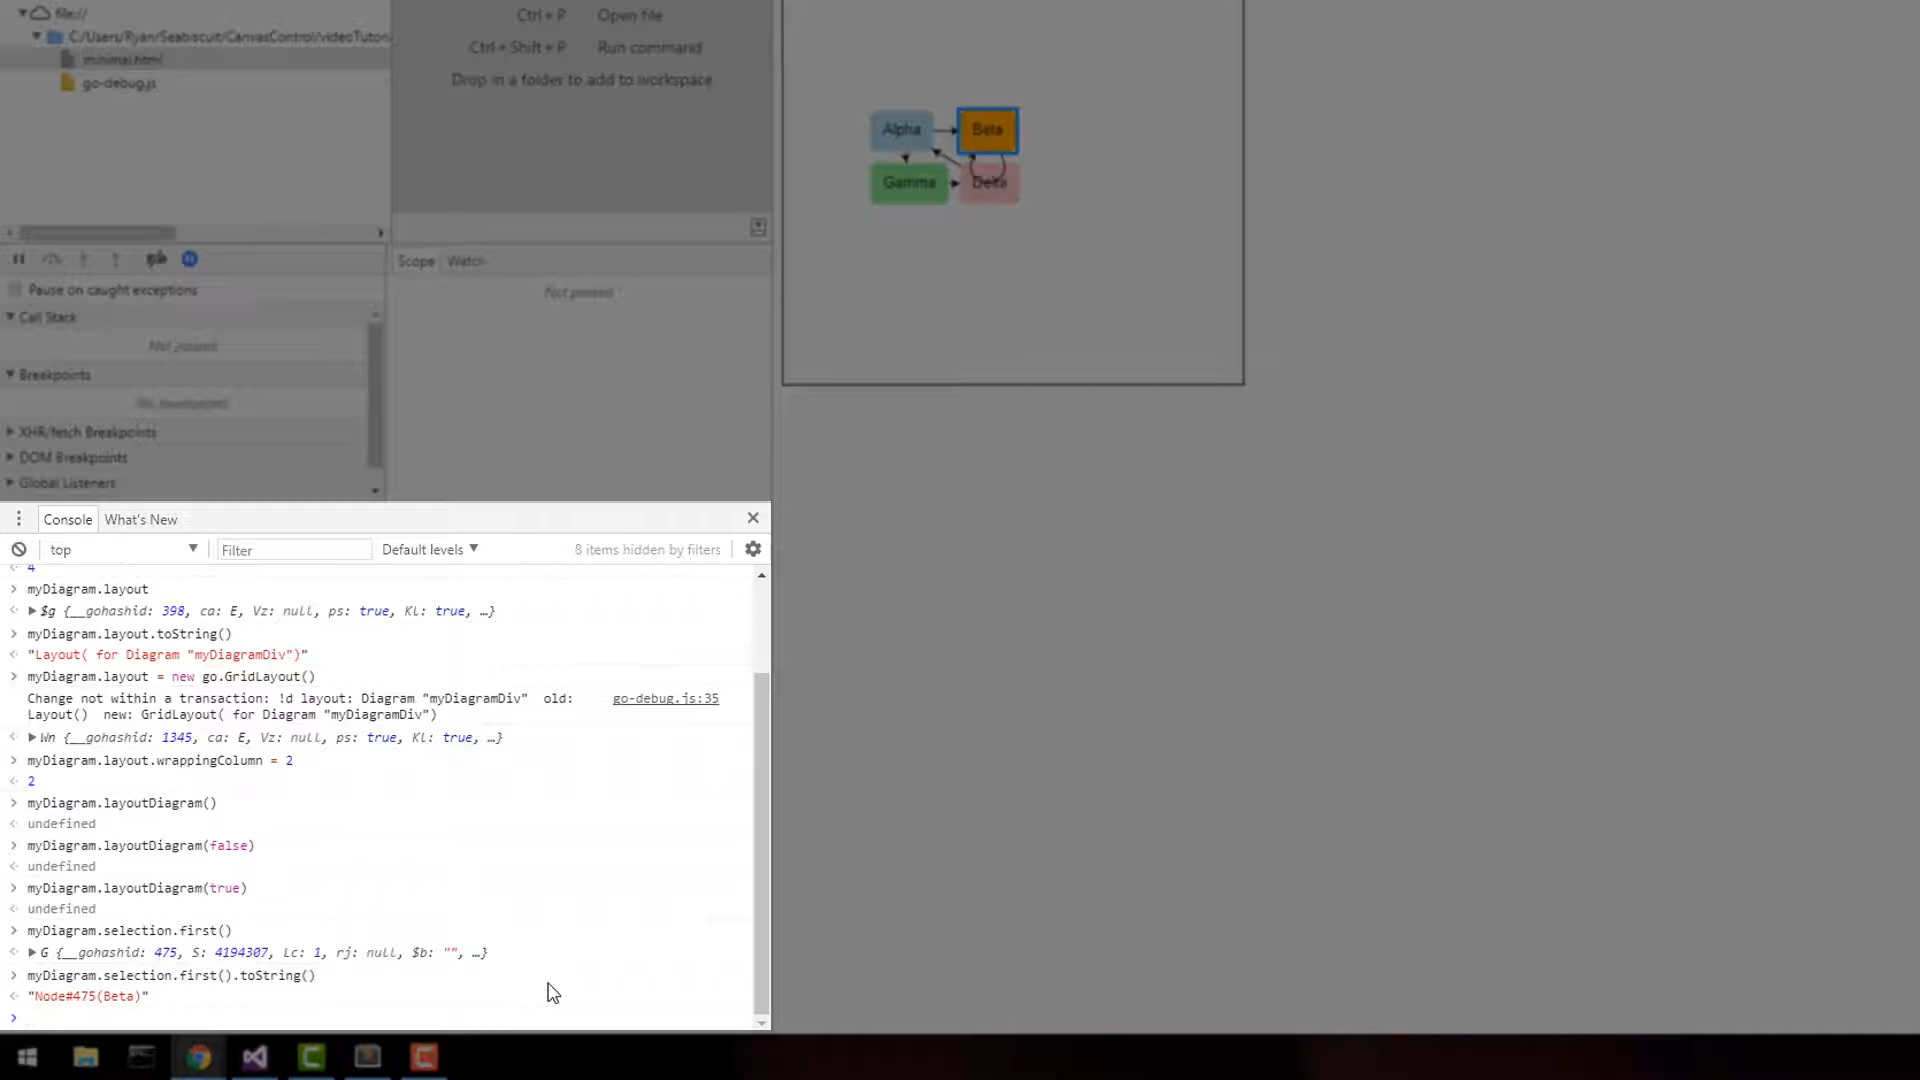 file://
C:/Users/Ryan/Seabiscuit/CanvasControl/videoTutori
minimal.html
go-debug.js
Ctrl + P Open file
Ctrl + Shift + P Run command
Drop in a folder to add to workspace
Pause on caught exceptions
Call Stack
Not paused
Breakpoints
No breakpoints
XHR/fetch Breakpoints
DOM Breakpoints
Global Listeners
Scope Watch
Not paused
Alpha Beta
Gamma Delta
Console What's New
top Filter Default levels 8 items hidden by filters
4
myDiagram.layout
$g {__gohashid: 398, ca: E, Vz: null, ps: true, Kl: true, …}
myDiagram.layout.toString()
"Layout( for Diagram "myDiagramDiv")"
myDiagram.layout = new go.GridLayout()
Change not within a transaction: !d layout: Diagram "myDiagramDiv" old: go-debug.js:35
Layout() new: GridLayout( for Diagram "myDiagramDiv")
Wn {__gohashid: 1345, ca: E, Vz: null, ps: true, Kl: true, …}
myDiagram.layout.wrappingColumn = 2
2
myDiagram.layoutDiagram()
undefined
myDiagram.layoutDiagram(false)
undefined
myDiagram.layoutDiagram(true)
undefined
myDiagram.selection.first()
G {__gohashid: 475, S: 4194307, Lc: 1, rj: null, $b: "", …}
myDiagram.selection.first().toString()
"Node#475(Beta)"